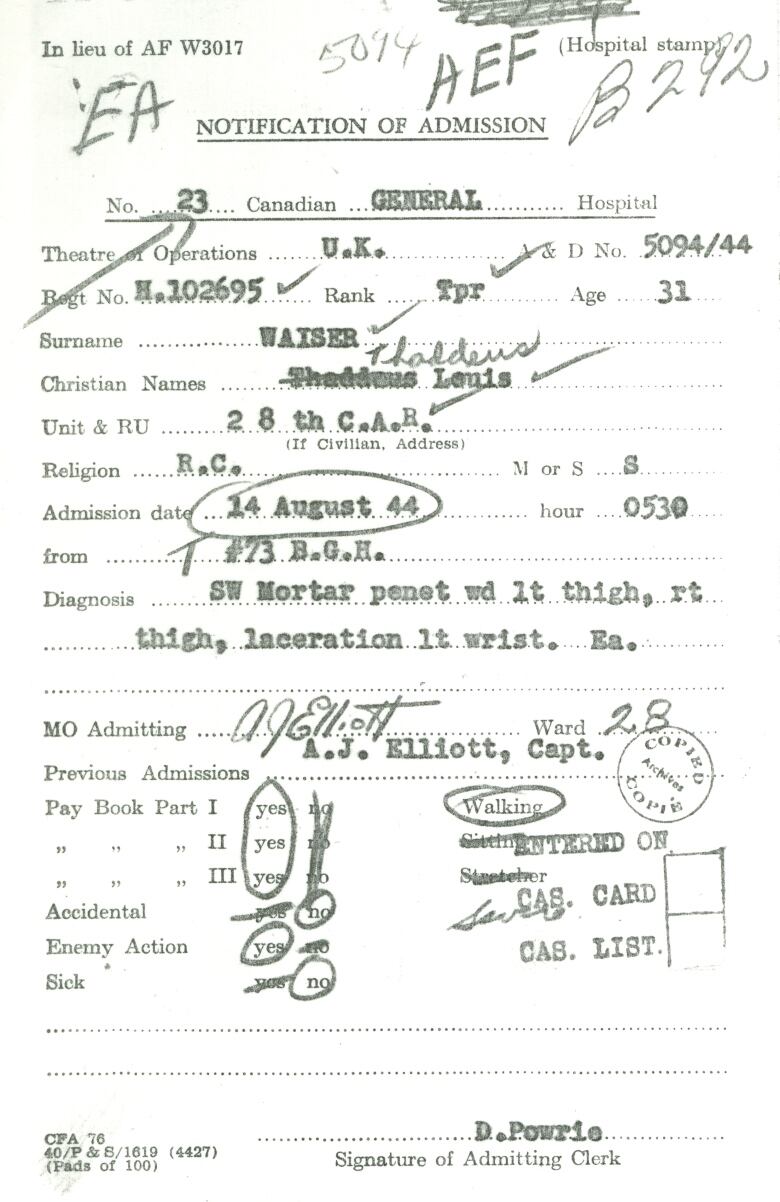 In lieu of AF W3017 5094 AEF (Hospital stamp)
EA B292
NOTIFICATION OF ADMISSION
No. ....23.... Canadian ...GENERAL............ Hospital
Theatre of Operations .......... U.K. .......... A & D No. 5094/44
Regt No. H.102695 Rank ..... Tpr ..... Age .... 31 ....
Surname .............. WAISER
Thaddeus
Christian Names ....... Thaddeus Louis
Unit & RU ....... 2 8 th C.A.R.
(If Civilian, Address)
Religion ..... R.C. ..... M or S ... S ...
Admission date ... 14 August 44 ..... hour .... 0530
from ............ #73 B.G.H.
Diagnosis ....... SW Mortar penet wd lt thigh, rt
thigh, laceration lt wrist. Ea.
MO Admitting ..... AJ Elliott ..... Ward 28
A.J. Elliott, Capt.
Previous Admissions
COPIED
Archives
COPIE
Pay Book Part I yes no Walking
„ „ „ II yes no Sitting ENTERED ON
„ „ „ III yes no Stretcher
CAS. CARD
Accidental yes no
Enemy Action yes no CAS. LIST.
Sick yes no
D.Powrie
CFA 76
40/P & S/1619 (4427)
(Pads of 100)
Signature of Admitting Clerk